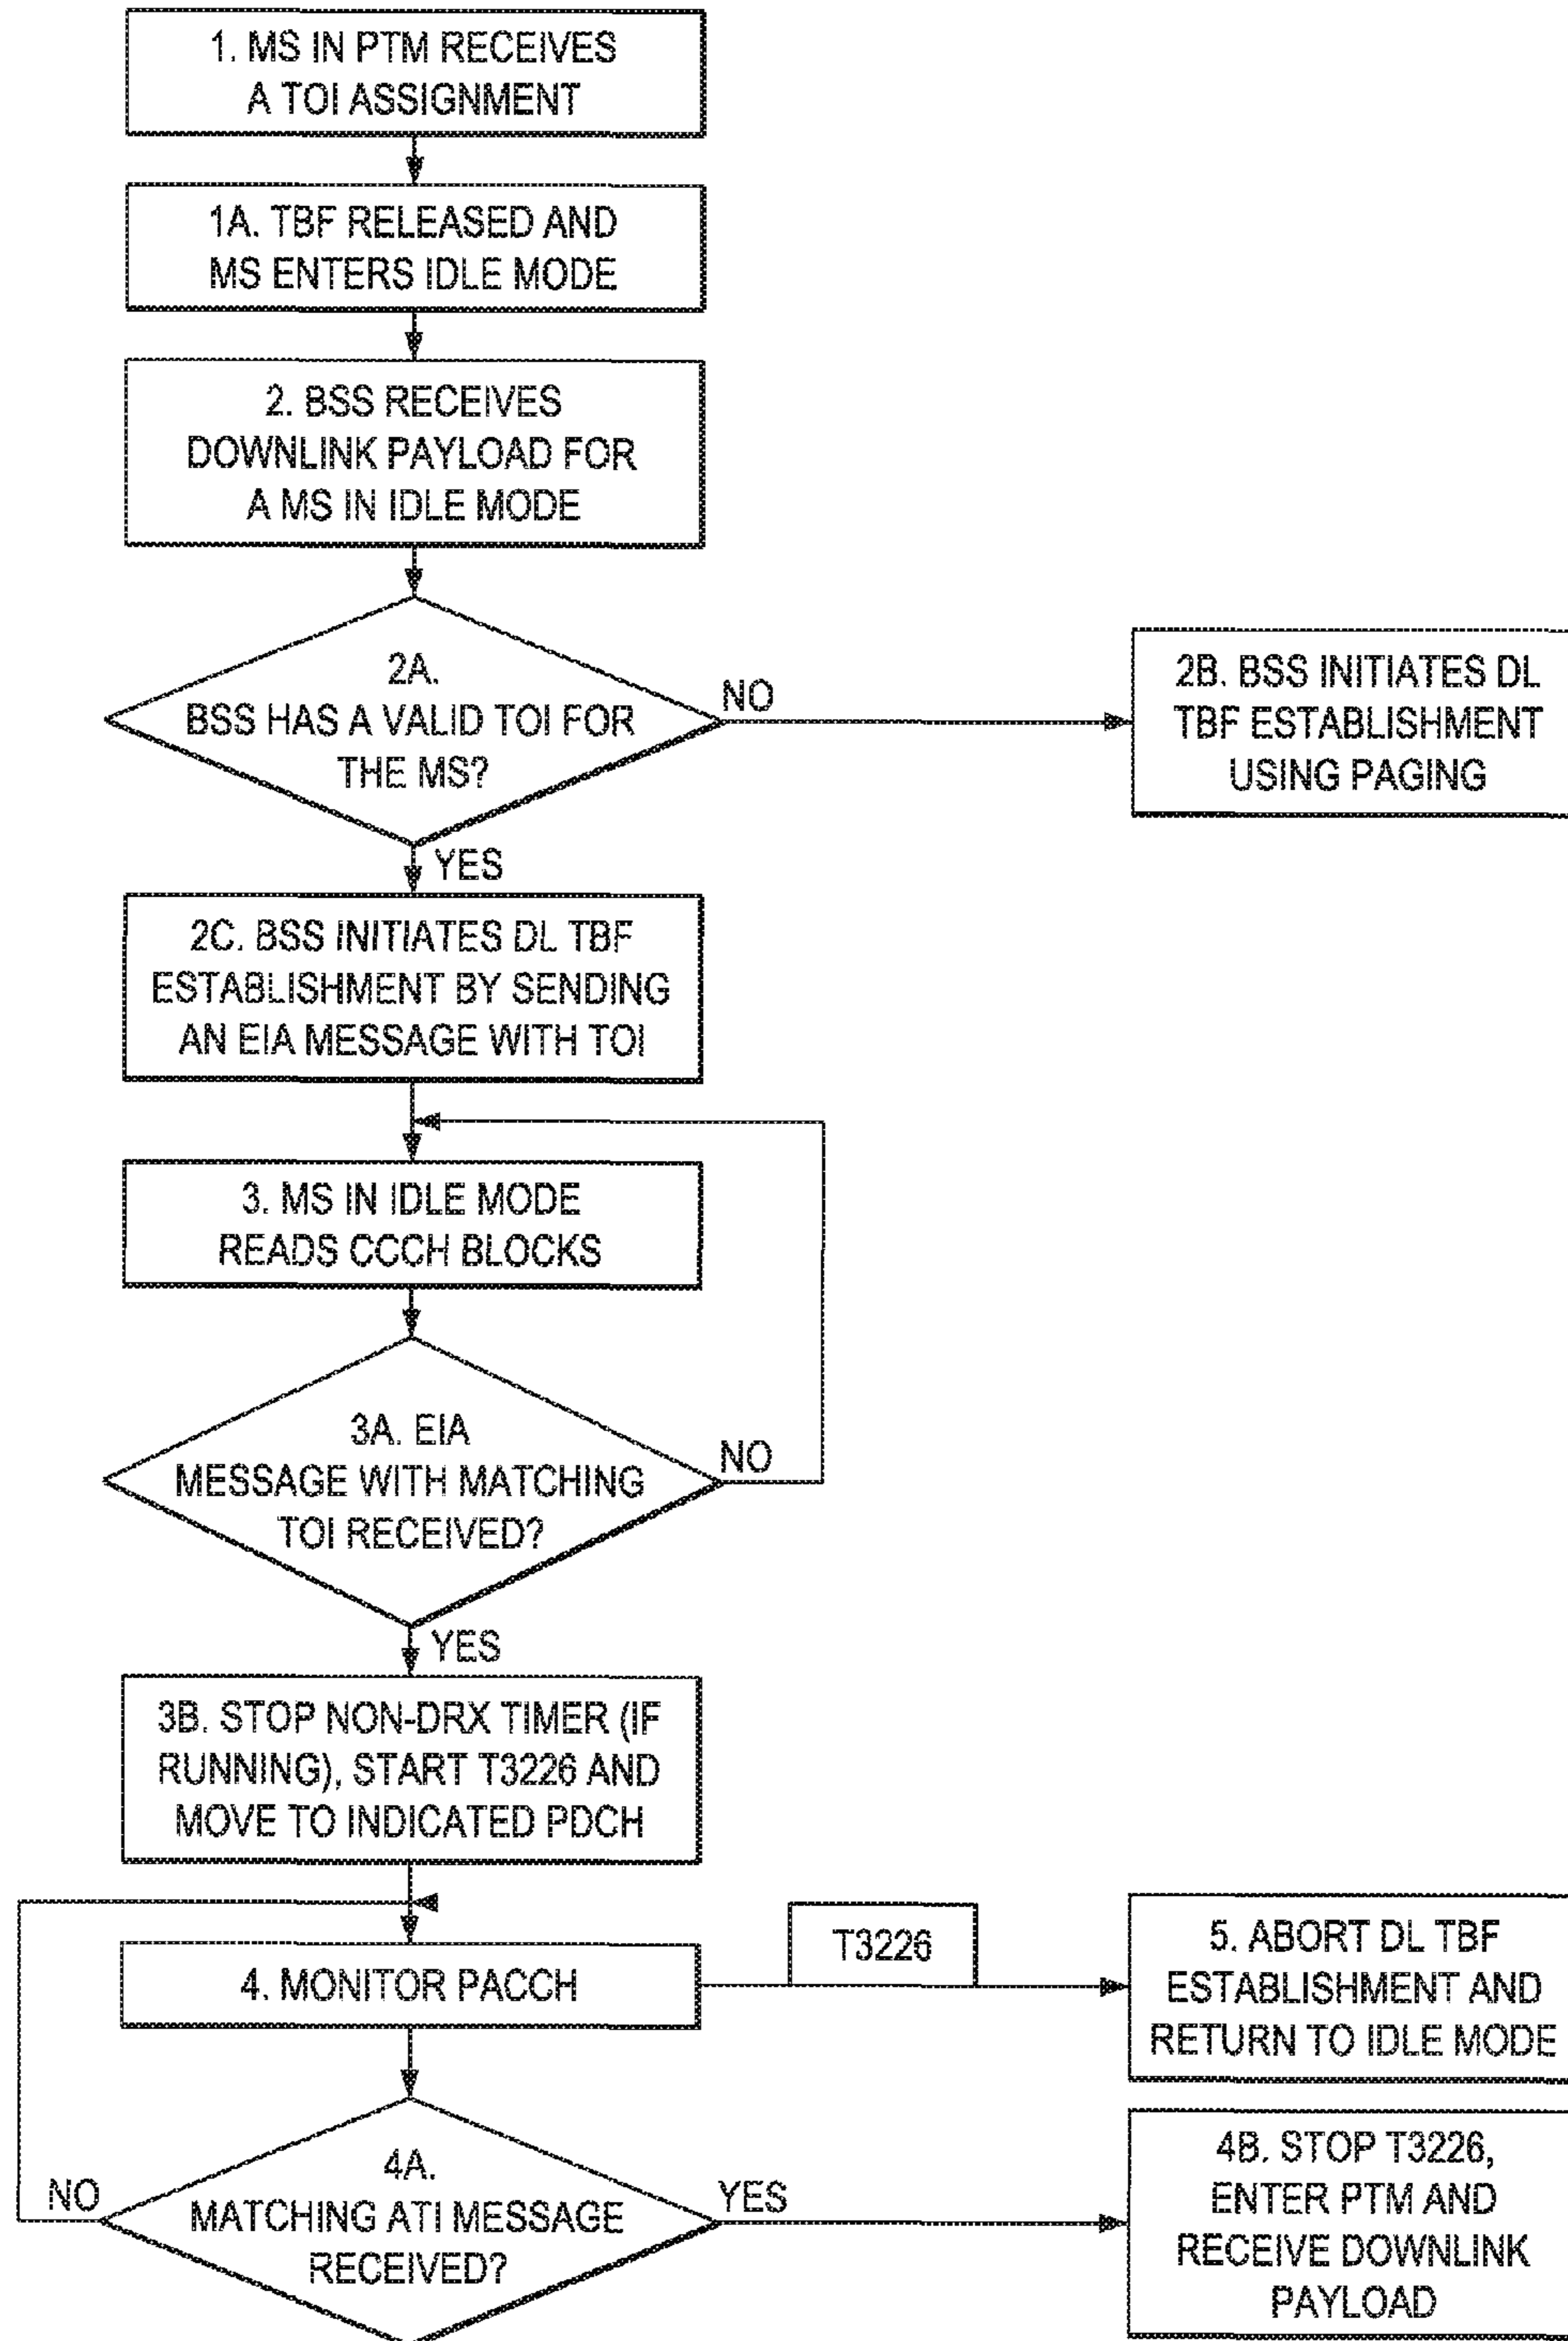 1. MS IN PTM RECEIVES
A TOI ASSIGNMENT
1A. TBF RELEASED AND
MS ENTERS IDLE MODE
2. BSS RECEIVES
DOWNLINK PAYLOAD FOR
A MS IN IDLE MODE
2A.
BSS HAS A VALID TOI FOR
THE MS?
NO
2B. BSS INITIATES DL
TBF ESTABLISHMENT
USING PAGING
YES
2C. BSS INITIATES DL TBF
ESTABLISHMENT BY SENDING
AN EIA MESSAGE WITH TOI
3. MS IN IDLE MODE
READS CCCH BLOCKS
3A. EIA
MESSAGE WITH MATCHING
TOI RECEIVED?
NO
YES
3B. STOP NON-DRX TIMER (IF
RUNNING), START T3226 AND
MOVE TO INDICATED PDCH
4. MONITOR PACCH
T3226
5. ABORT DL TBF
ESTABLISHMENT AND
RETURN TO IDLE MODE
4A.
MATCHING ATI MESSAGE
RECEIVED?
NO
YES
4B. STOP T3226,
ENTER PTM AND
RECEIVE DOWNLINK
PAYLOAD